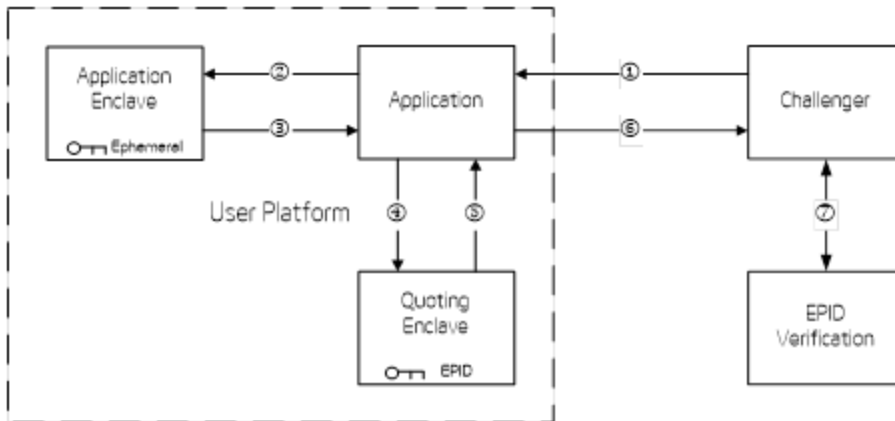 Application
Enclave
Ephemeral
②
③
Application
①
⑥
Challenger
User Platform
④
⑤
⑦
Quoting
Enclave
EPID
EPID
Verification